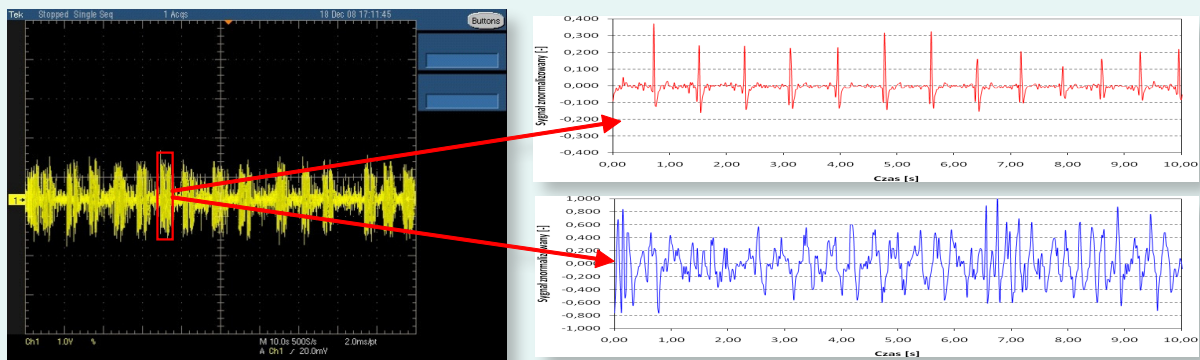 Tek Stopped Single Seq 1 Acqs 18 Dec 08 17:11:45
Buttons
1
Ch1 1.0V
M 10.0s 500S/s 2.0ms/pt
A Ch1 20.0mV
0,400
0,300
0,200
0,100
0,000
-0,100
-0,200
-0,300
-0,400
Sygnał znormalizowany [-]
0,00 1,00 2,00 3,00 4,00 5,00 6,00 7,00 8,00 9,00 10,00
Czas [s]
1,000
0,800
0,600
0,400
0,200
0,000
-0,200
-0,400
-0,600
-0,800
-1,000
Sygnał znormalizowany [-]
0,00 1,00 2,00 3,00 4,00 5,00 6,00 7,00 8,00 9,00 10,00
Czas [s]